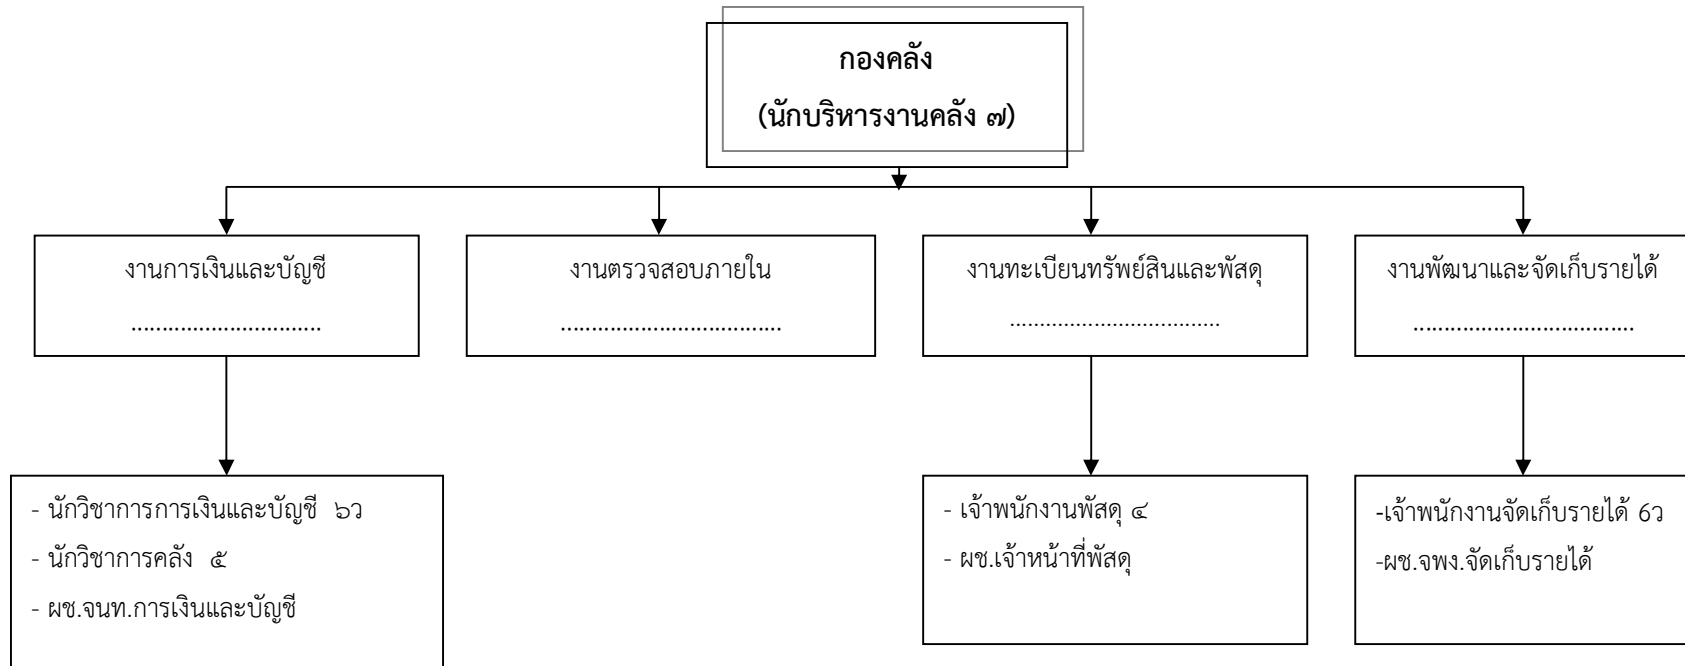 กองคลัง
(นักบริหารงานคลัง ๗)
งานการเงินและบัญชี
................................
งานตรวจสอบภายใน
....................................
งานทะเบียนทรัพย์สินและพัสดุ
...................................
งานพัฒนาและจัดเก็บรายได้
....................................
- นักวิชาการการเงินและบัญชี ๖ว
- นักวิชาการคลัง ๕
- ผช.จนท.การเงินและบัญชี
- เจ้าพนักงานพัสดุ ๔
- ผช.เจ้าหน้าที่พัสดุ
-เจ้าพนักงานจัดเก็บรายได้ 6ว
-ผช.จพง.จัดเก็บรายได้